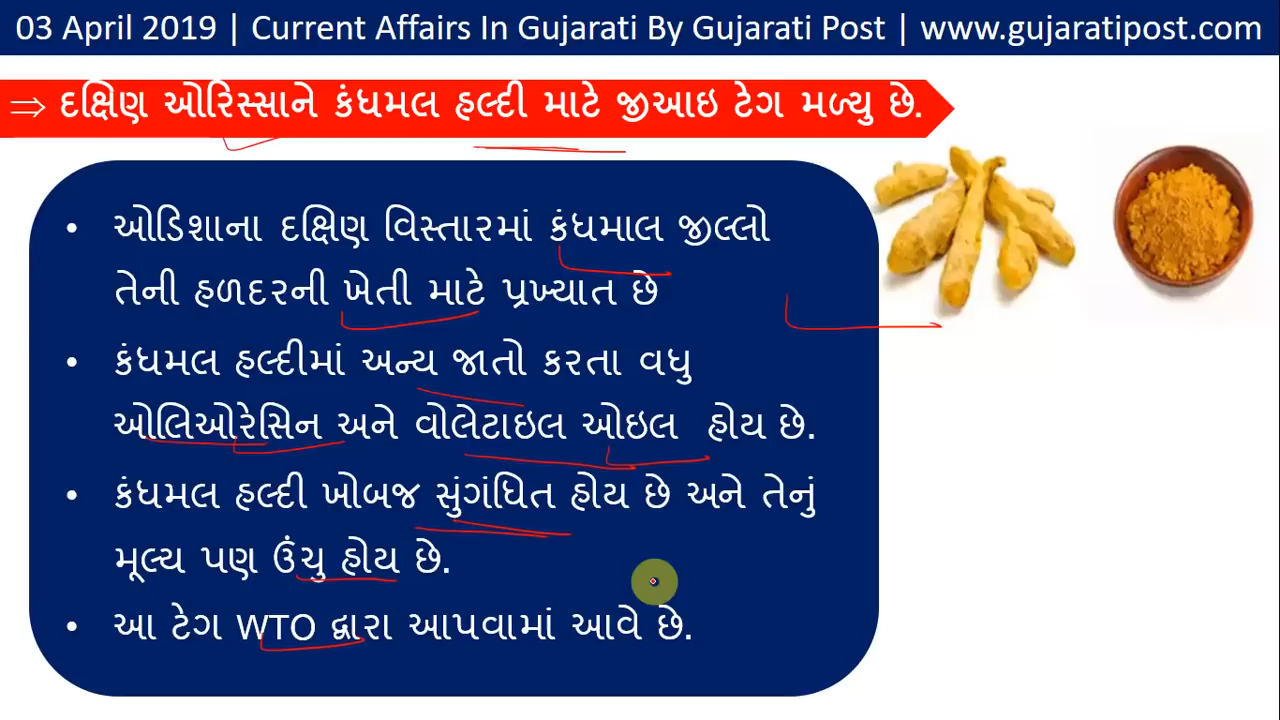 03 April 2019 | Current Affairs In Gujarati By Gujarati Post | www.gujaratipost.com
⇒ દક્ષિણ ઓરિસ્સાને કંધમલ હલ્દી માટે જીઆઇ ટેગ મળ્યુ છે.
• ઓડિશાના દક્ષિણ વિસ્તારમાં કંધમાલ જીલ્લો
તેની હળદરની ખેતી માટે પ્રખ્યાત છે
• કંધમલ હલ્દીમાં અન્ય જાતો કરતા વધુ
ઓલિઓરેસિન અને વોલેટાઇલ ઓઇલ હોય છે.
• કંધમલ હલ્દી ખોબજ સુંગંધિત હોય છે અને તેનું
મૂલ્ય પણ ઉંચુ હોય છે.
• આ ટેગ WTO દ્વારા આપવામાં આવે છે.